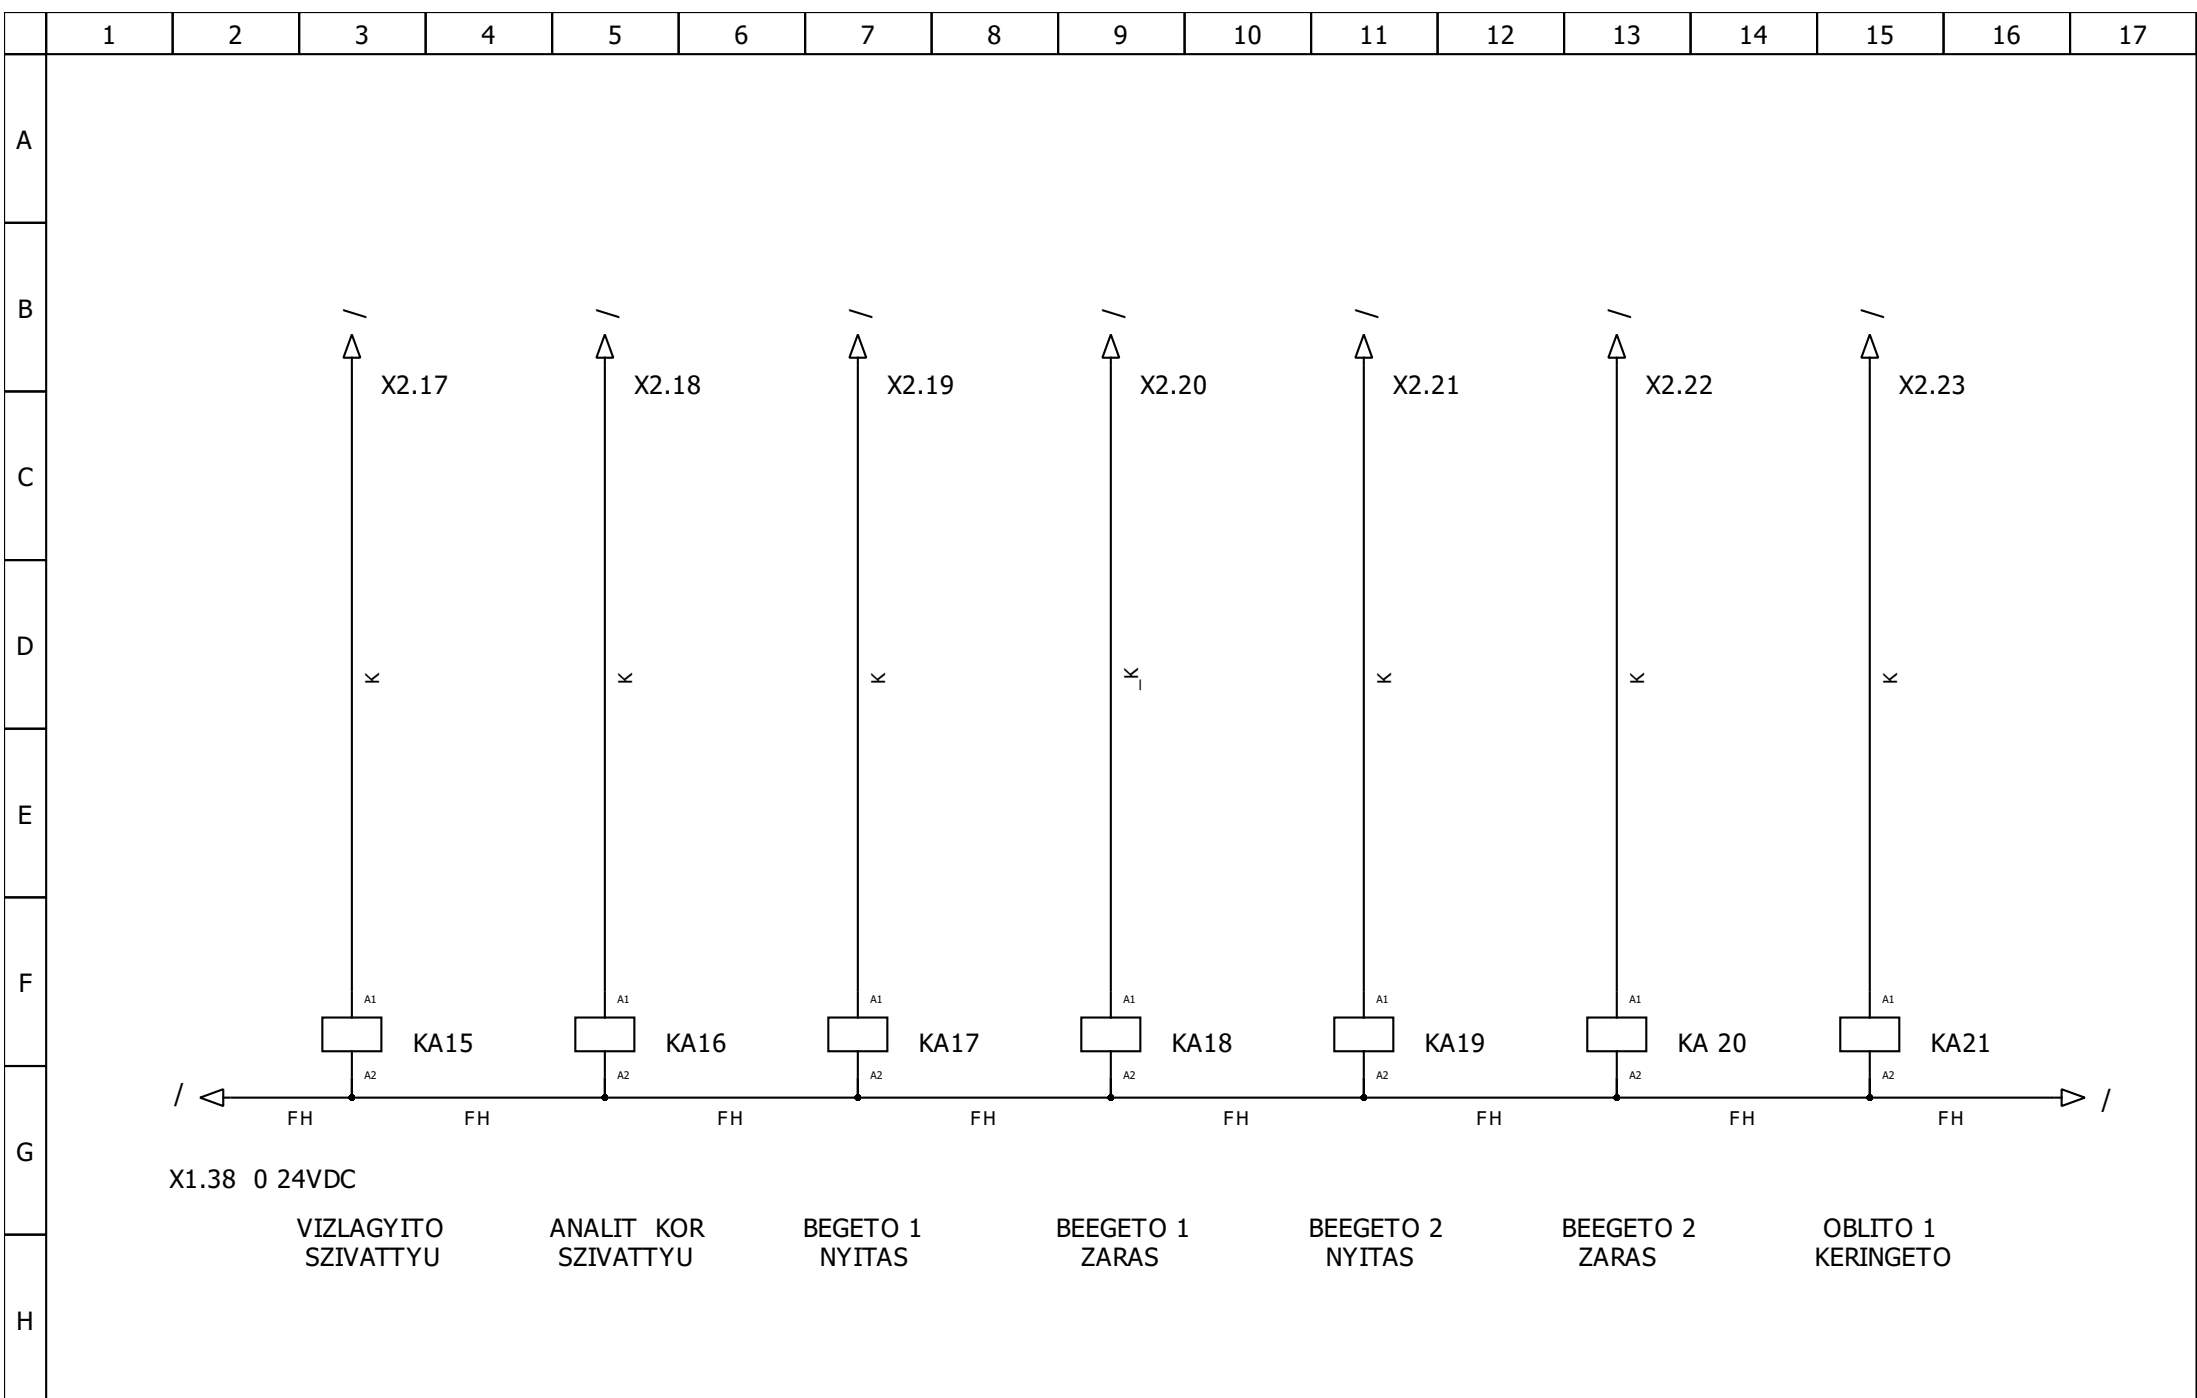 1 2 3 4 5 6 7 8 9 10 11 12 13 14 15 16 17
A
B
/ / / / / / /
X2.17 X2.18 X2.19 X2.20 X2.21 X2.22 X2.23
C
D
K K K _K K K K
E
F
A1 A1 A1 A1 A1 A1 A1
KA15 KA16 KA17 KA18 KA19 KA 20 KA21
A2 A2 A2 A2 A2 A2 A2
/ /
FH FH FH FH FH FH FH FH
G
X1.38 0 24VDC
VIZLAGYITO ANALIT KOR BEGETO 1 BEEGETO 1 BEEGETO 2 BEEGETO 2 OBLITO 1
SZIVATTYU SZIVATTYU NYITAS ZARAS NYITAS ZARAS KERINGETO
H